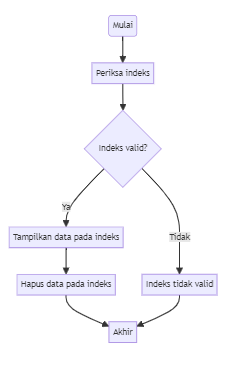 Mulai
Periksa indeks
Indeks valid?
Ya
Tidak
Tampilkan data pada indeks
Hapus data pada indeks
Indeks tidak valid
Akhir